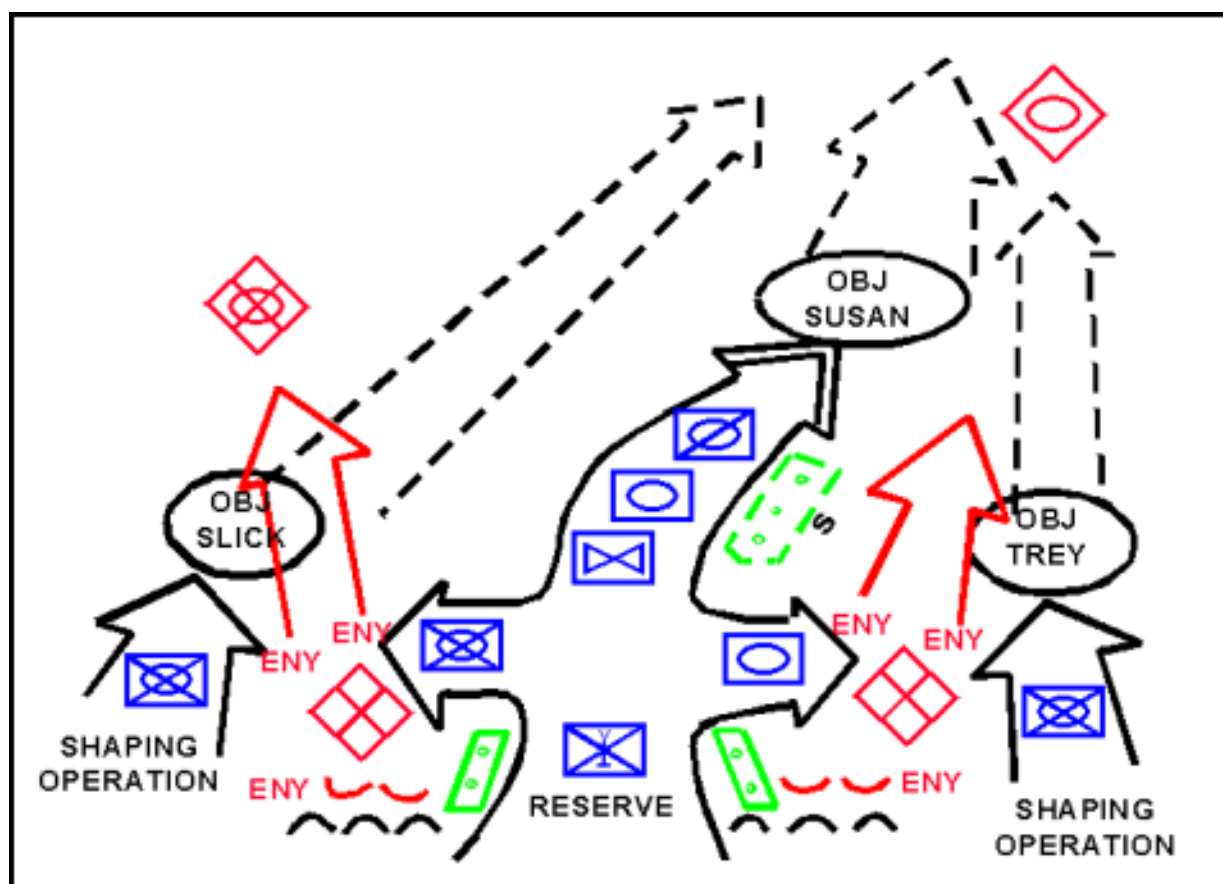 OBJ
SUSAN
OBJ
SLICK
S
OBJ
TREY
ENY
ENY
ENY
ENY
SHAPING
OPERATION
ENY
RESERVE
ENY
SHAPING
OPERATION